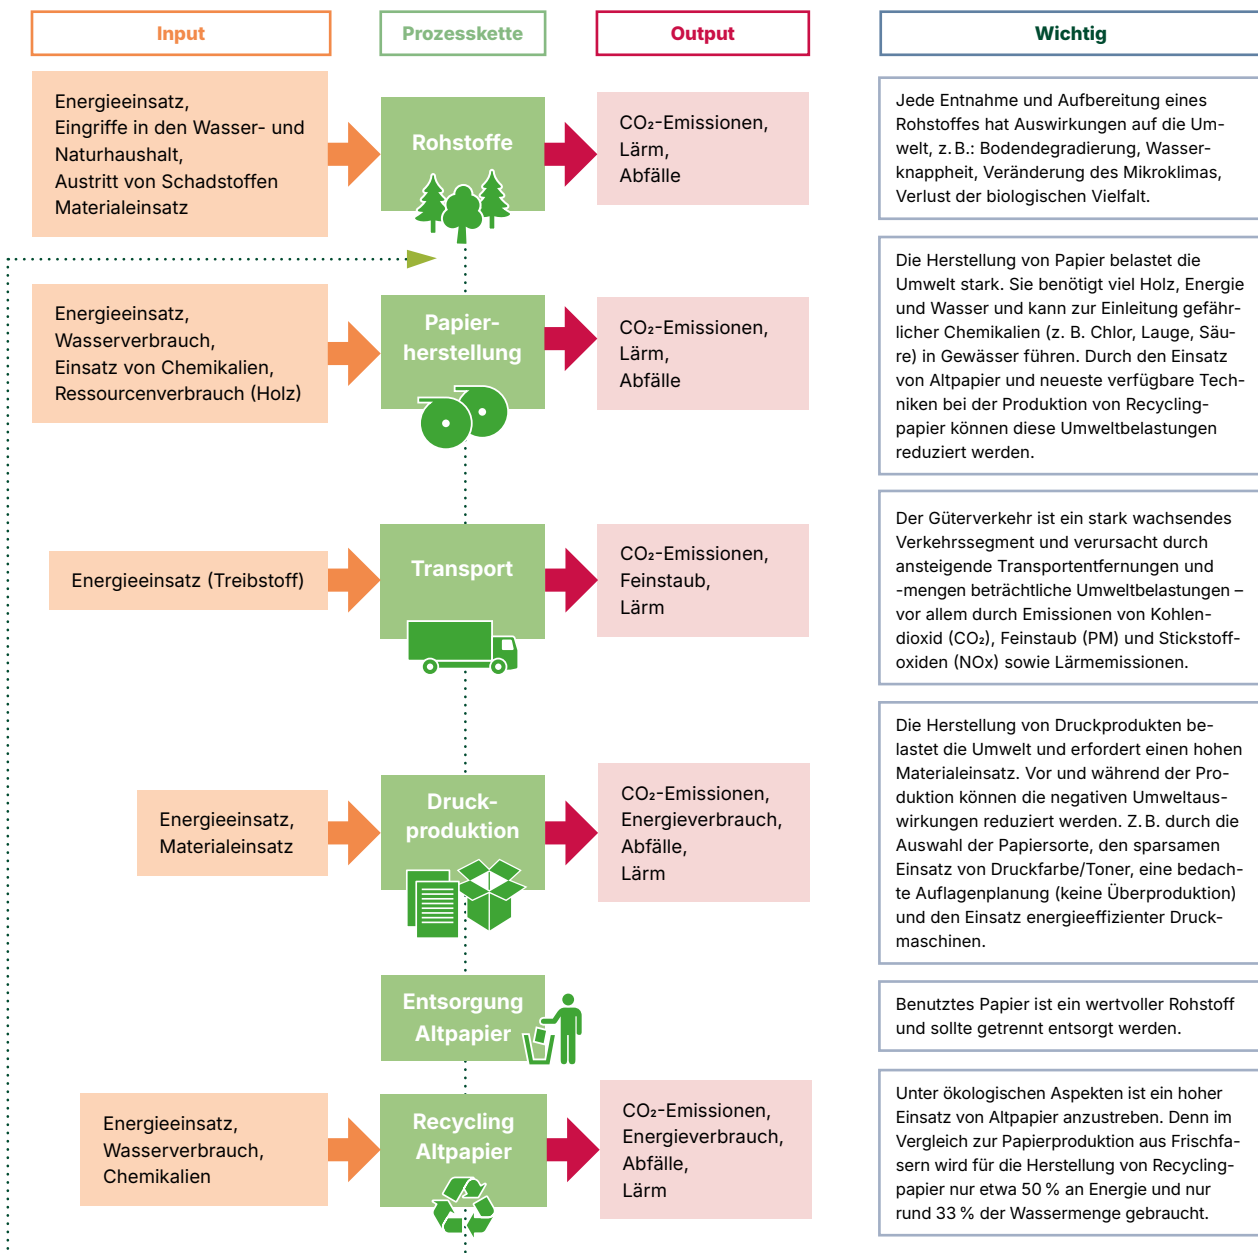 Input
Prozesskette
Output
Wichtig
Energieeinsatz,
Eingriffe in den Wasser- und
Naturhaushalt,
Austritt von Schadstoffen
Materialeinsatz
Rohstoffe
CO₂-Emissionen,
Lärm,
Abfälle
Jede Entnahme und Aufbereitung eines
Rohstoffes hat Auswirkungen auf die Um-
welt, z. B.: Bodendegradierung, Wasser-
knappheit, Veränderung des Mikroklimas,
Verlust der biologischen Vielfalt.
Energieeinsatz,
Wasserverbrauch,
Einsatz von Chemikalien,
Ressourcenverbrauch (Holz)
Papier-
herstellung
CO₂-Emissionen,
Lärm,
Abfälle
Die Herstellung von Papier belastet die
Umwelt stark. Sie benötigt viel Holz, Energie
und Wasser und kann zur Einleitung gefähr-
licher Chemikalien (z. B. Chlor, Lauge, Säu-
re) in Gewässer führen. Durch den Einsatz
von Altpapier und neueste verfügbare Tech-
niken bei der Produktion von Recycling-
papier können diese Umweltbelastungen
reduziert werden.
Energieeinsatz (Treibstoff)
Transport
CO₂-Emissionen,
Feinstaub,
Lärm
Der Güterverkehr ist ein stark wachsendes
Verkehrssegment und verursacht durch
ansteigende Transportentfernungen und
-mengen beträchtliche Umweltbelastungen –
vor allem durch Emissionen von Kohlen-
dioxid (CO₂), Feinstaub (PM) und Stickstoff-
oxiden (NOx) sowie Lärmemissionen.
Energieeinsatz,
Materialeinsatz
Druck-
produktion
CO₂-Emissionen,
Energieverbrauch,
Abfälle,
Lärm
Die Herstellung von Druckprodukten be-
lastet die Umwelt und erfordert einen hohen
Materialeinsatz. Vor und während der Pro-
duktion können die negativen Umweltaus-
wirkungen reduziert werden. Z. B. durch die
Auswahl der Papiersorte, den sparsamen
Einsatz von Druckfarbe/Toner, eine bedach-
te Auflagenplanung (keine Überproduktion)
und den Einsatz energieeffizienter Druck-
maschinen.
Entsorgung
Altpapier
Benutztes Papier ist ein wertvoller Rohstoff
und sollte getrennt entsorgt werden.
Energieeinsatz,
Wasserverbrauch,
Chemikalien
Recycling
Altpapier
CO₂-Emissionen,
Energieverbrauch,
Abfälle,
Lärm
Unter ökologischen Aspekten ist ein hoher
Einsatz von Altpapier anzustreben. Denn im
Vergleich zur Papierproduktion aus Frischfa-
sern wird für die Herstellung von Recycling-
papier nur etwa 50 % an Energie und nur
rund 33 % der Wassermenge gebraucht.